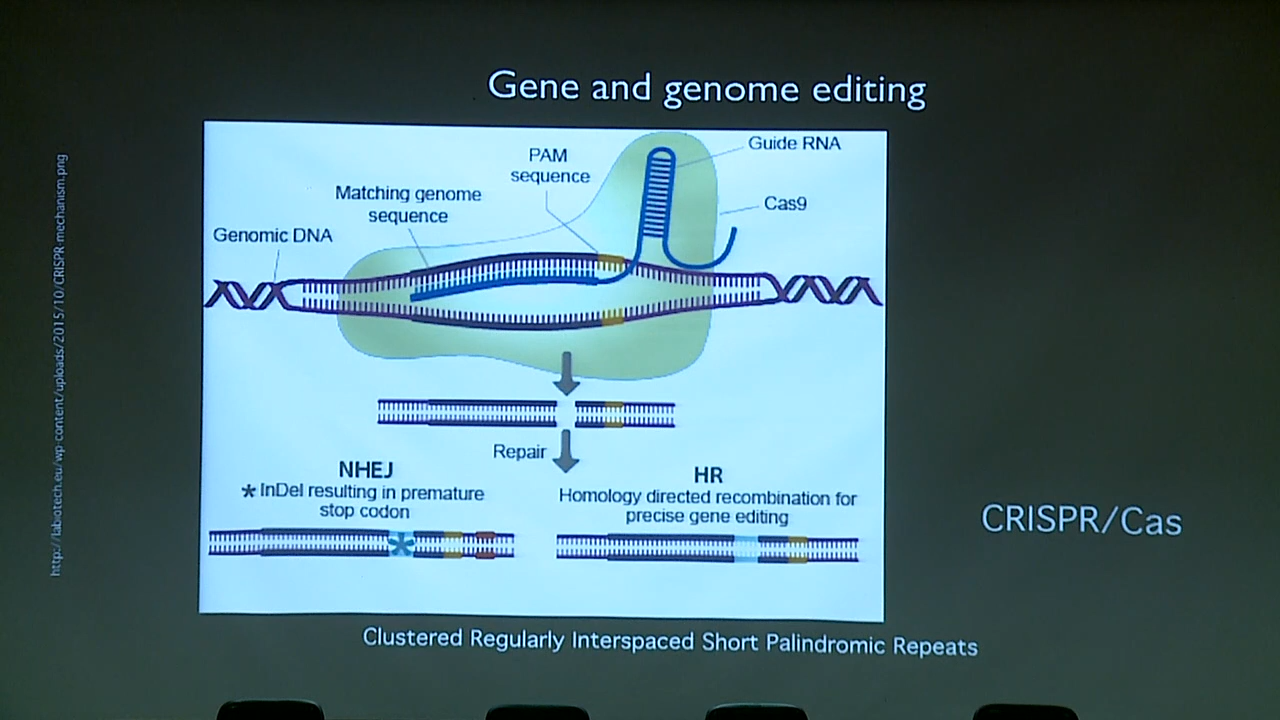 Gene and genome editing
Guide RNA
PAM
sequence
Matching genome
sequence
Cas9
Genomic DNA
Repair
NHEJ
* InDel resulting in premature
stop codon
HR
Homology directed recombination for
precise gene editing
*
CRISPR/Cas
Clustered Regularly Interspaced Short Palindromic Repeats
http://labiotech.eu/wp-content/uploads/2015/10/CRISPR-mechanism.png